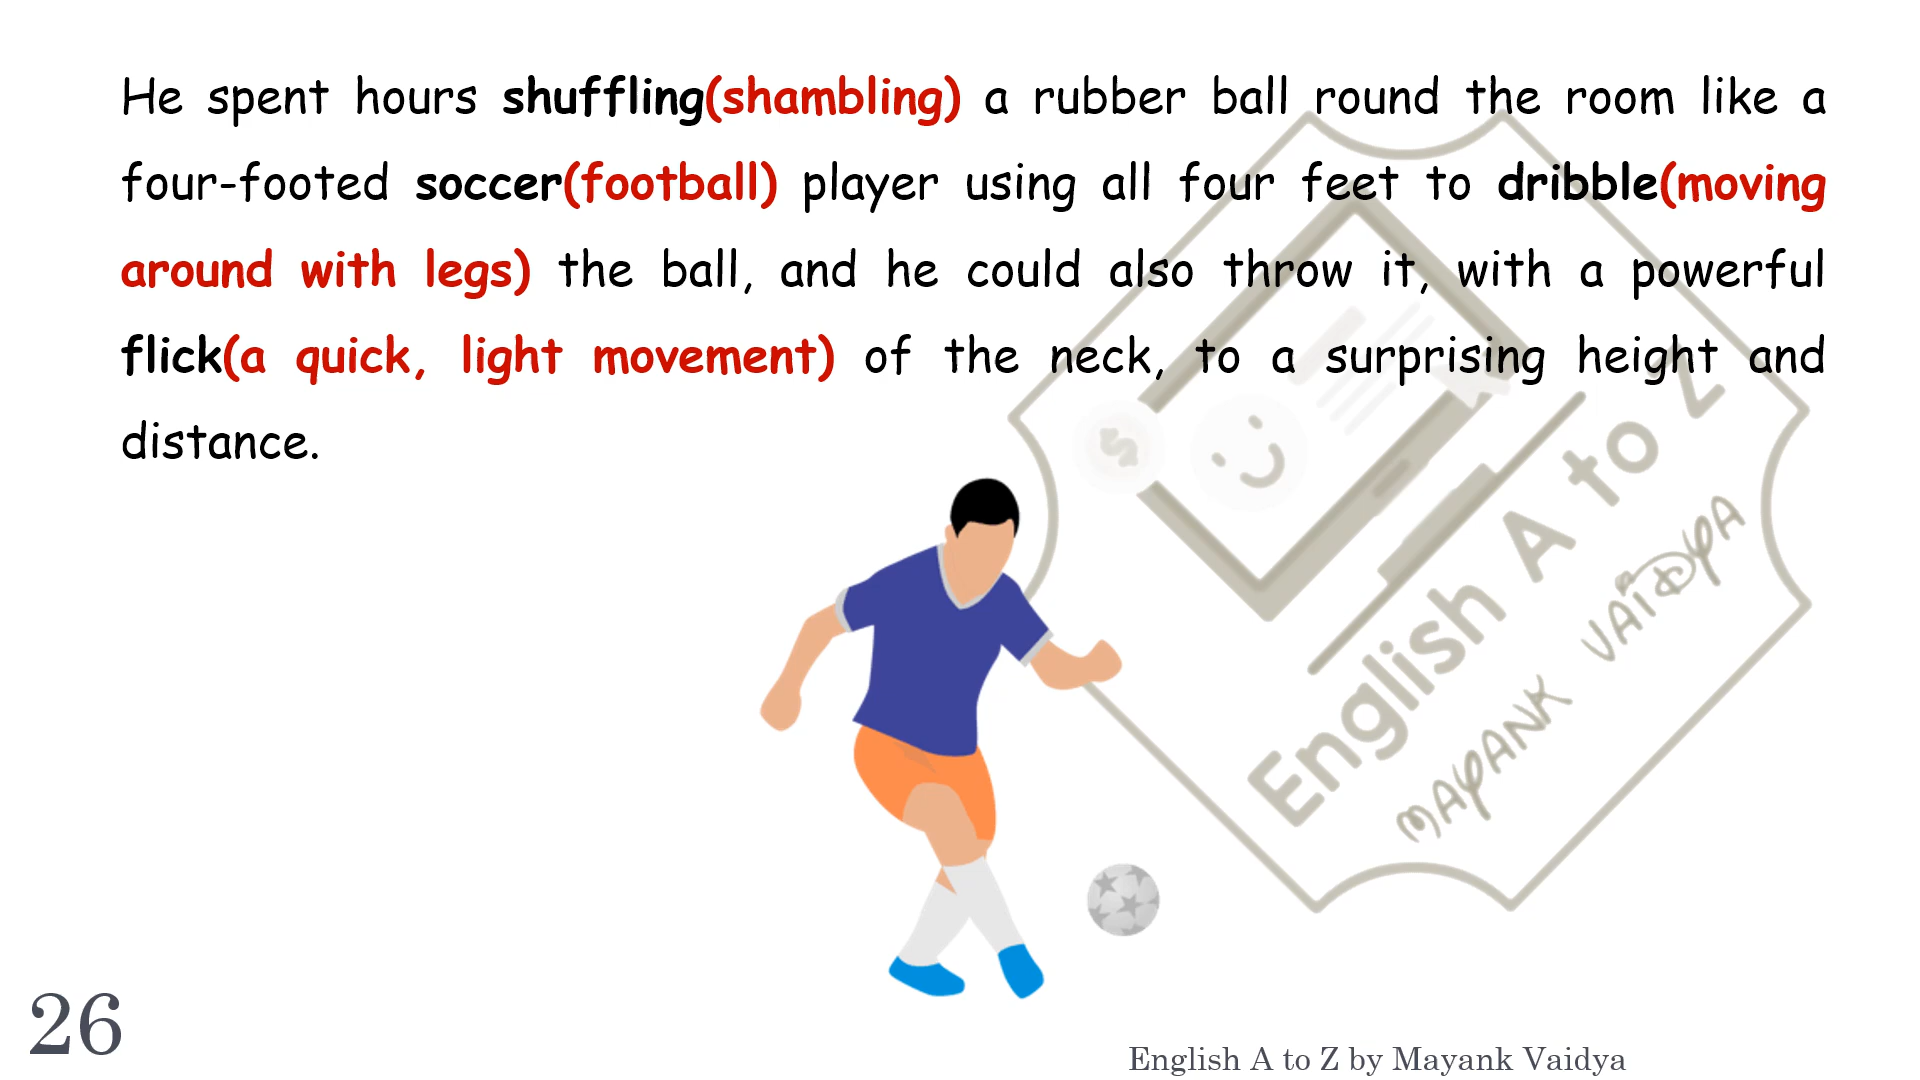 He spent hours shuffling(shambling) a rubber ball round the room like a
four-footed soccer(football) player using all four feet to dribble(moving
around with legs) the ball, and he could also throw it, with a powerful
flick(a quick, light movement) of the neck, to a surprising height and
distance.
$
English A to Z
MAYANK VAIDYA
26
English A to Z by Mayank Vaidya